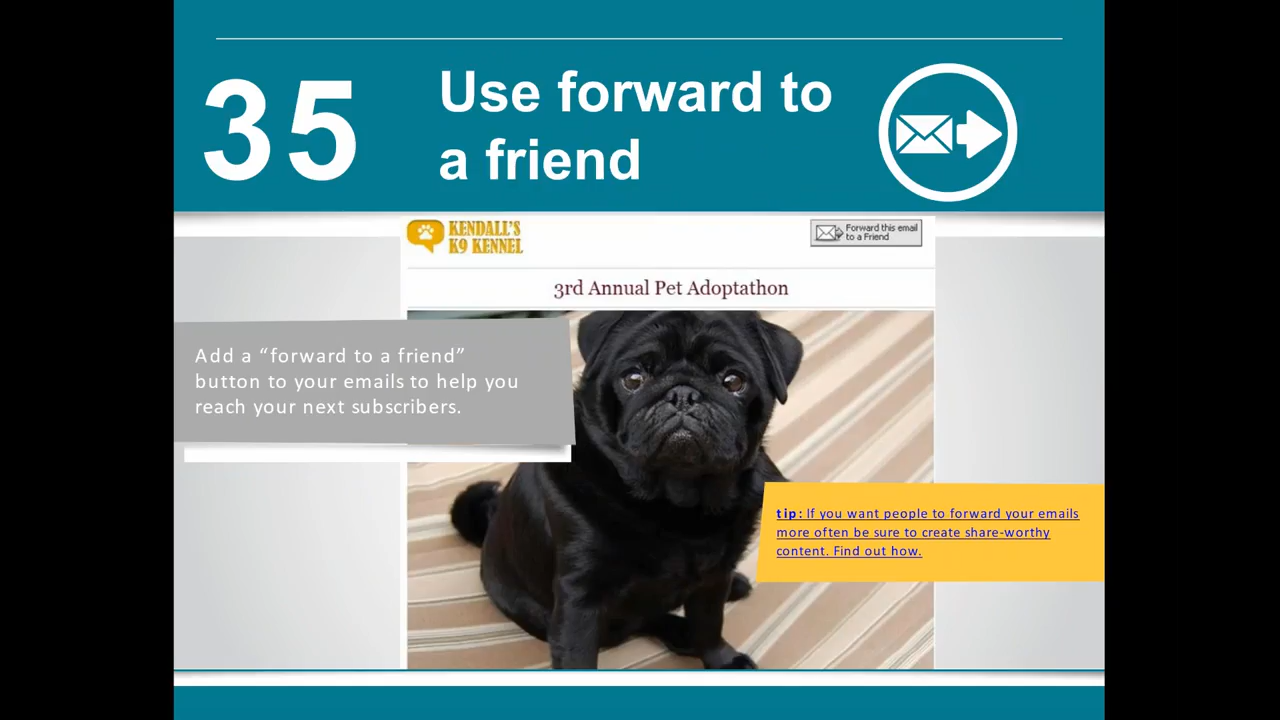 35
Use forward to
a friend
KENDALL'S
K9 KENNEL
Forward this email
to a Friend
3rd Annual Pet Adoptathon
Add a “forward to a friend”
button to your emails to help you
reach your next subscribers.
tip: If you want people to forward your emails
more often be sure to create share-worthy
content. Find out how.